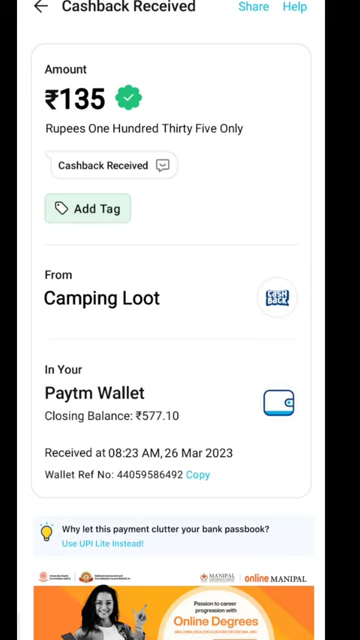 Cashback Received
Share
Help
Amount
₹135
Rupees One Hundred Thirty Five Only
Cashback Received
Add Tag
From
Camping Loot
CASH
BACK
In Your
Paytm Wallet
Closing Balance: ₹577.10
Received at 08:23 AM, 26 Mar 2023
Wallet Ref No: 44059586492 Copy
Why let this payment clutter your bank passbook?
Use UPI Lite Instead!
MANIPAL
online MANIPAL
Passion to career
progression with
Online Degrees